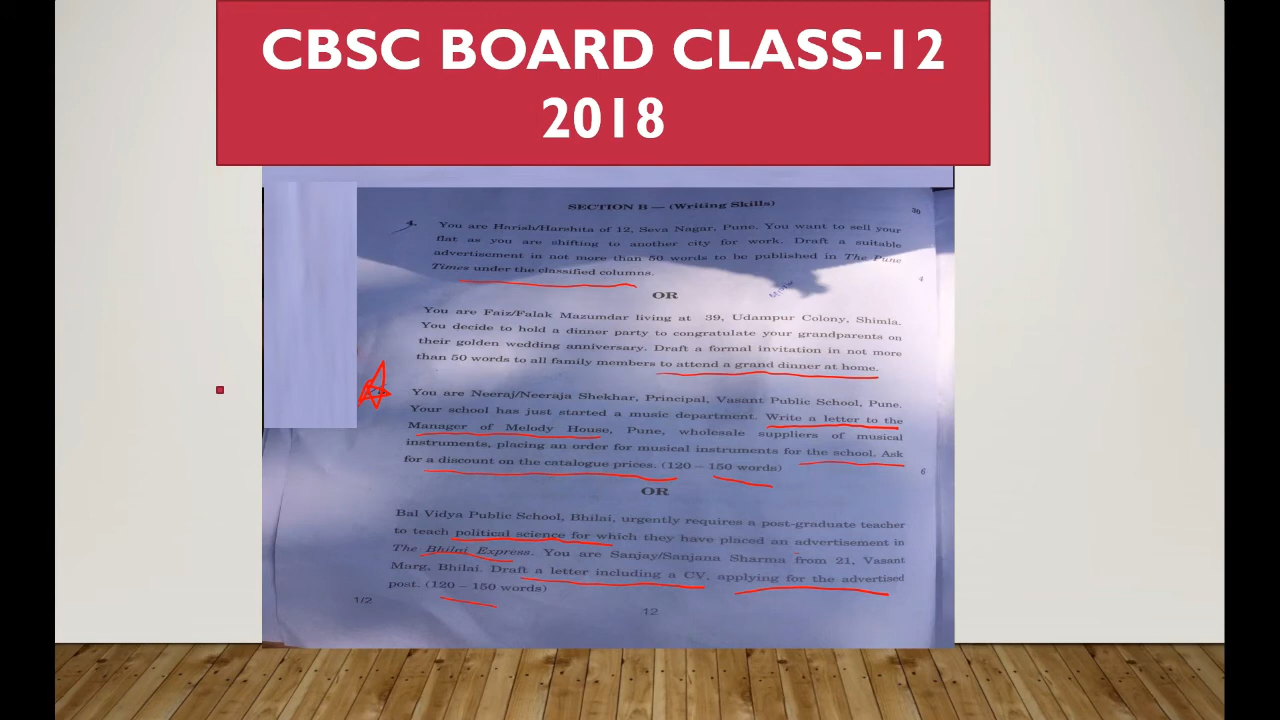 CBSC BOARD CLASS-12
2018
SECTION B — (Writing Skills)
30
4.
You are Harish/Harshita of 12, Seva Nagar, Pune. You want to sell your
flat as you are shifting to another city for work. Draft a suitable
advertisement in not more than 50 words to be published in The Pune
Times under the classified columns.
4
OR
You are Faiz/Falak Mazumdar living at 39, Udampur Colony, Shimla.
You decide to hold a dinner party to congratulate your grandparents on
their golden wedding anniversary. Draft a formal invitation in not more
than 50 words to all family members to attend a grand dinner at home.
You are Neeraj/Neeraja Shekhar, Principal, Vasant Public School, Pune.
Your school has just started a music department. Write a letter to the
Manager of Melody House, Pune, wholesale suppliers of musical
instruments, placing an order for musical instruments for the school. Ask
for a discount on the catalogue prices. (120 – 150 words)
6
OR
Bal Vidya Public School, Bhilai, urgently requires a post-graduate teacher
to teach political science for which they have placed an advertisement in
The Bhilai Express. You are Sanjay/Sanjana Sharma from 21, Vasant
Marg, Bhilai. Draft a letter including a CV, applying for the advertised
post. (120 – 150 words)
1/2
12